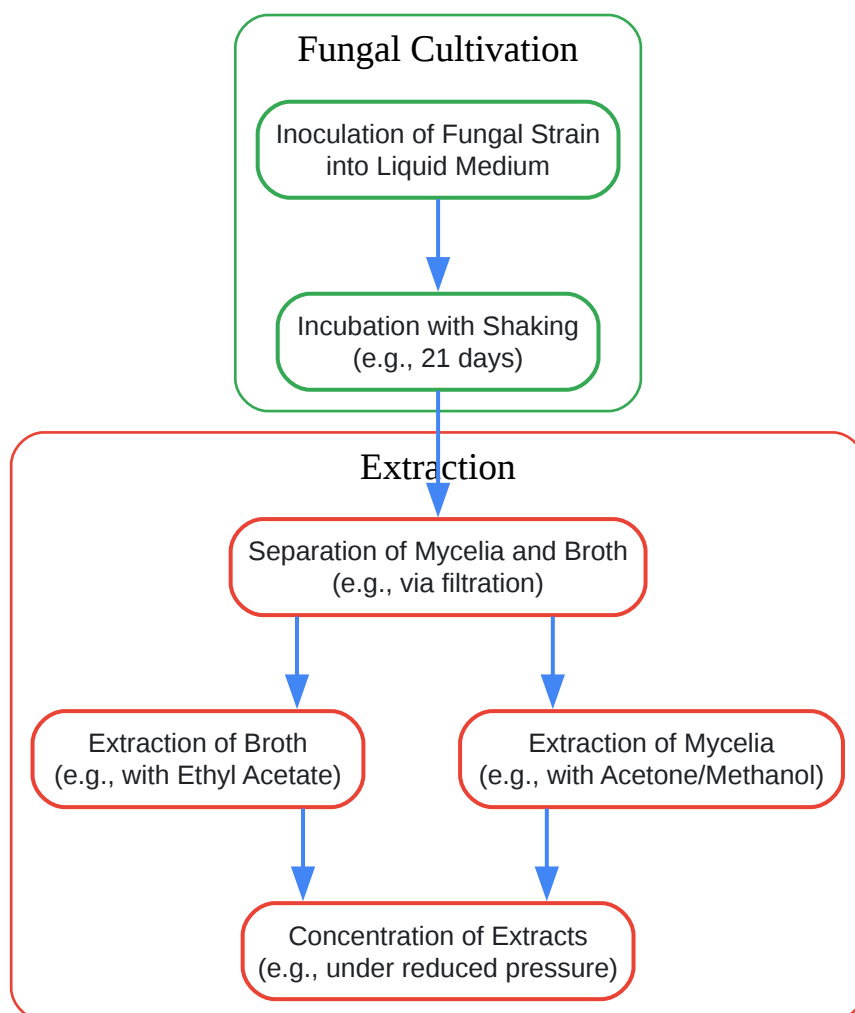 Fungal Cultivation
Inoculation of Fungal Strain
into Liquid Medium
Incubation with Shaking
(e.g., 21 days)
Extraction
Separation of Mycelia and Broth
(e.g., via filtration)
Extraction of Broth
(e.g., with Ethyl Acetate)
Extraction of Mycelia
(e.g., with Acetone/Methanol)
Concentration of Extracts
(e.g., under reduced pressure)